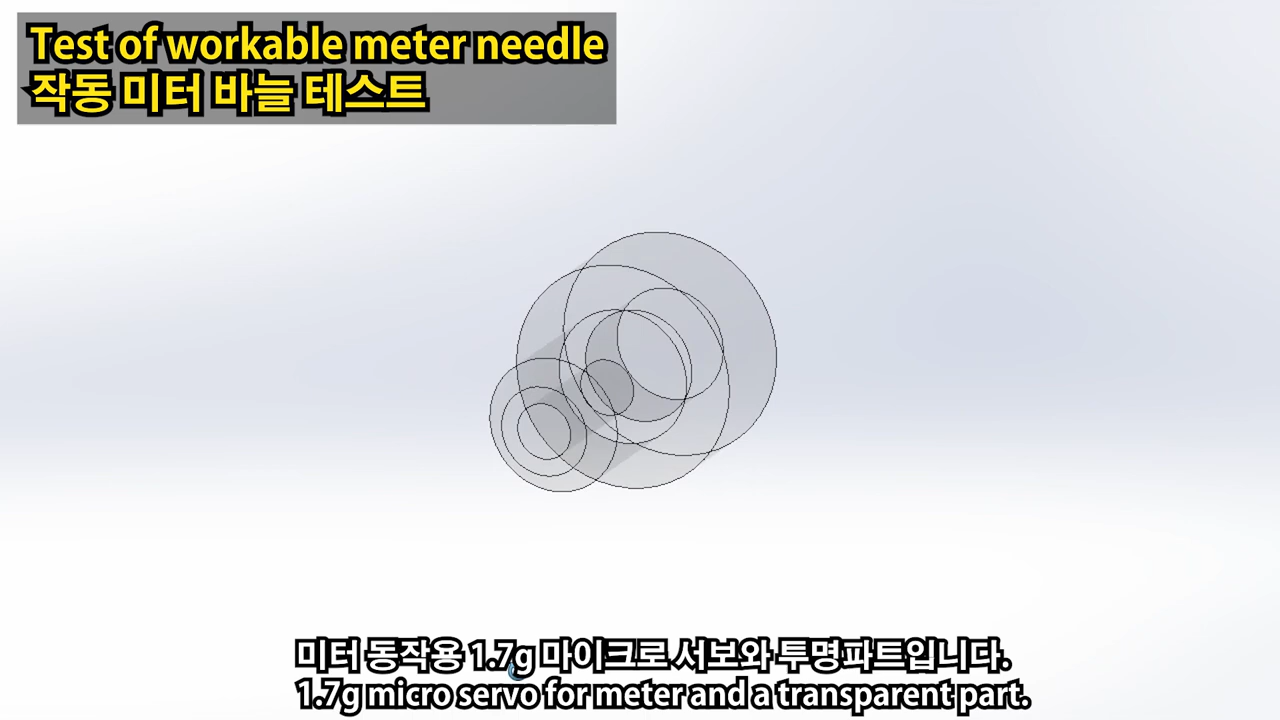 Test of workable meter needle
작동 미터 바늘 테스트
미터 동작용 1.7g 마이크로 서보와 투명파트입니다.
1.7g micro servo for meter and a transparent part.